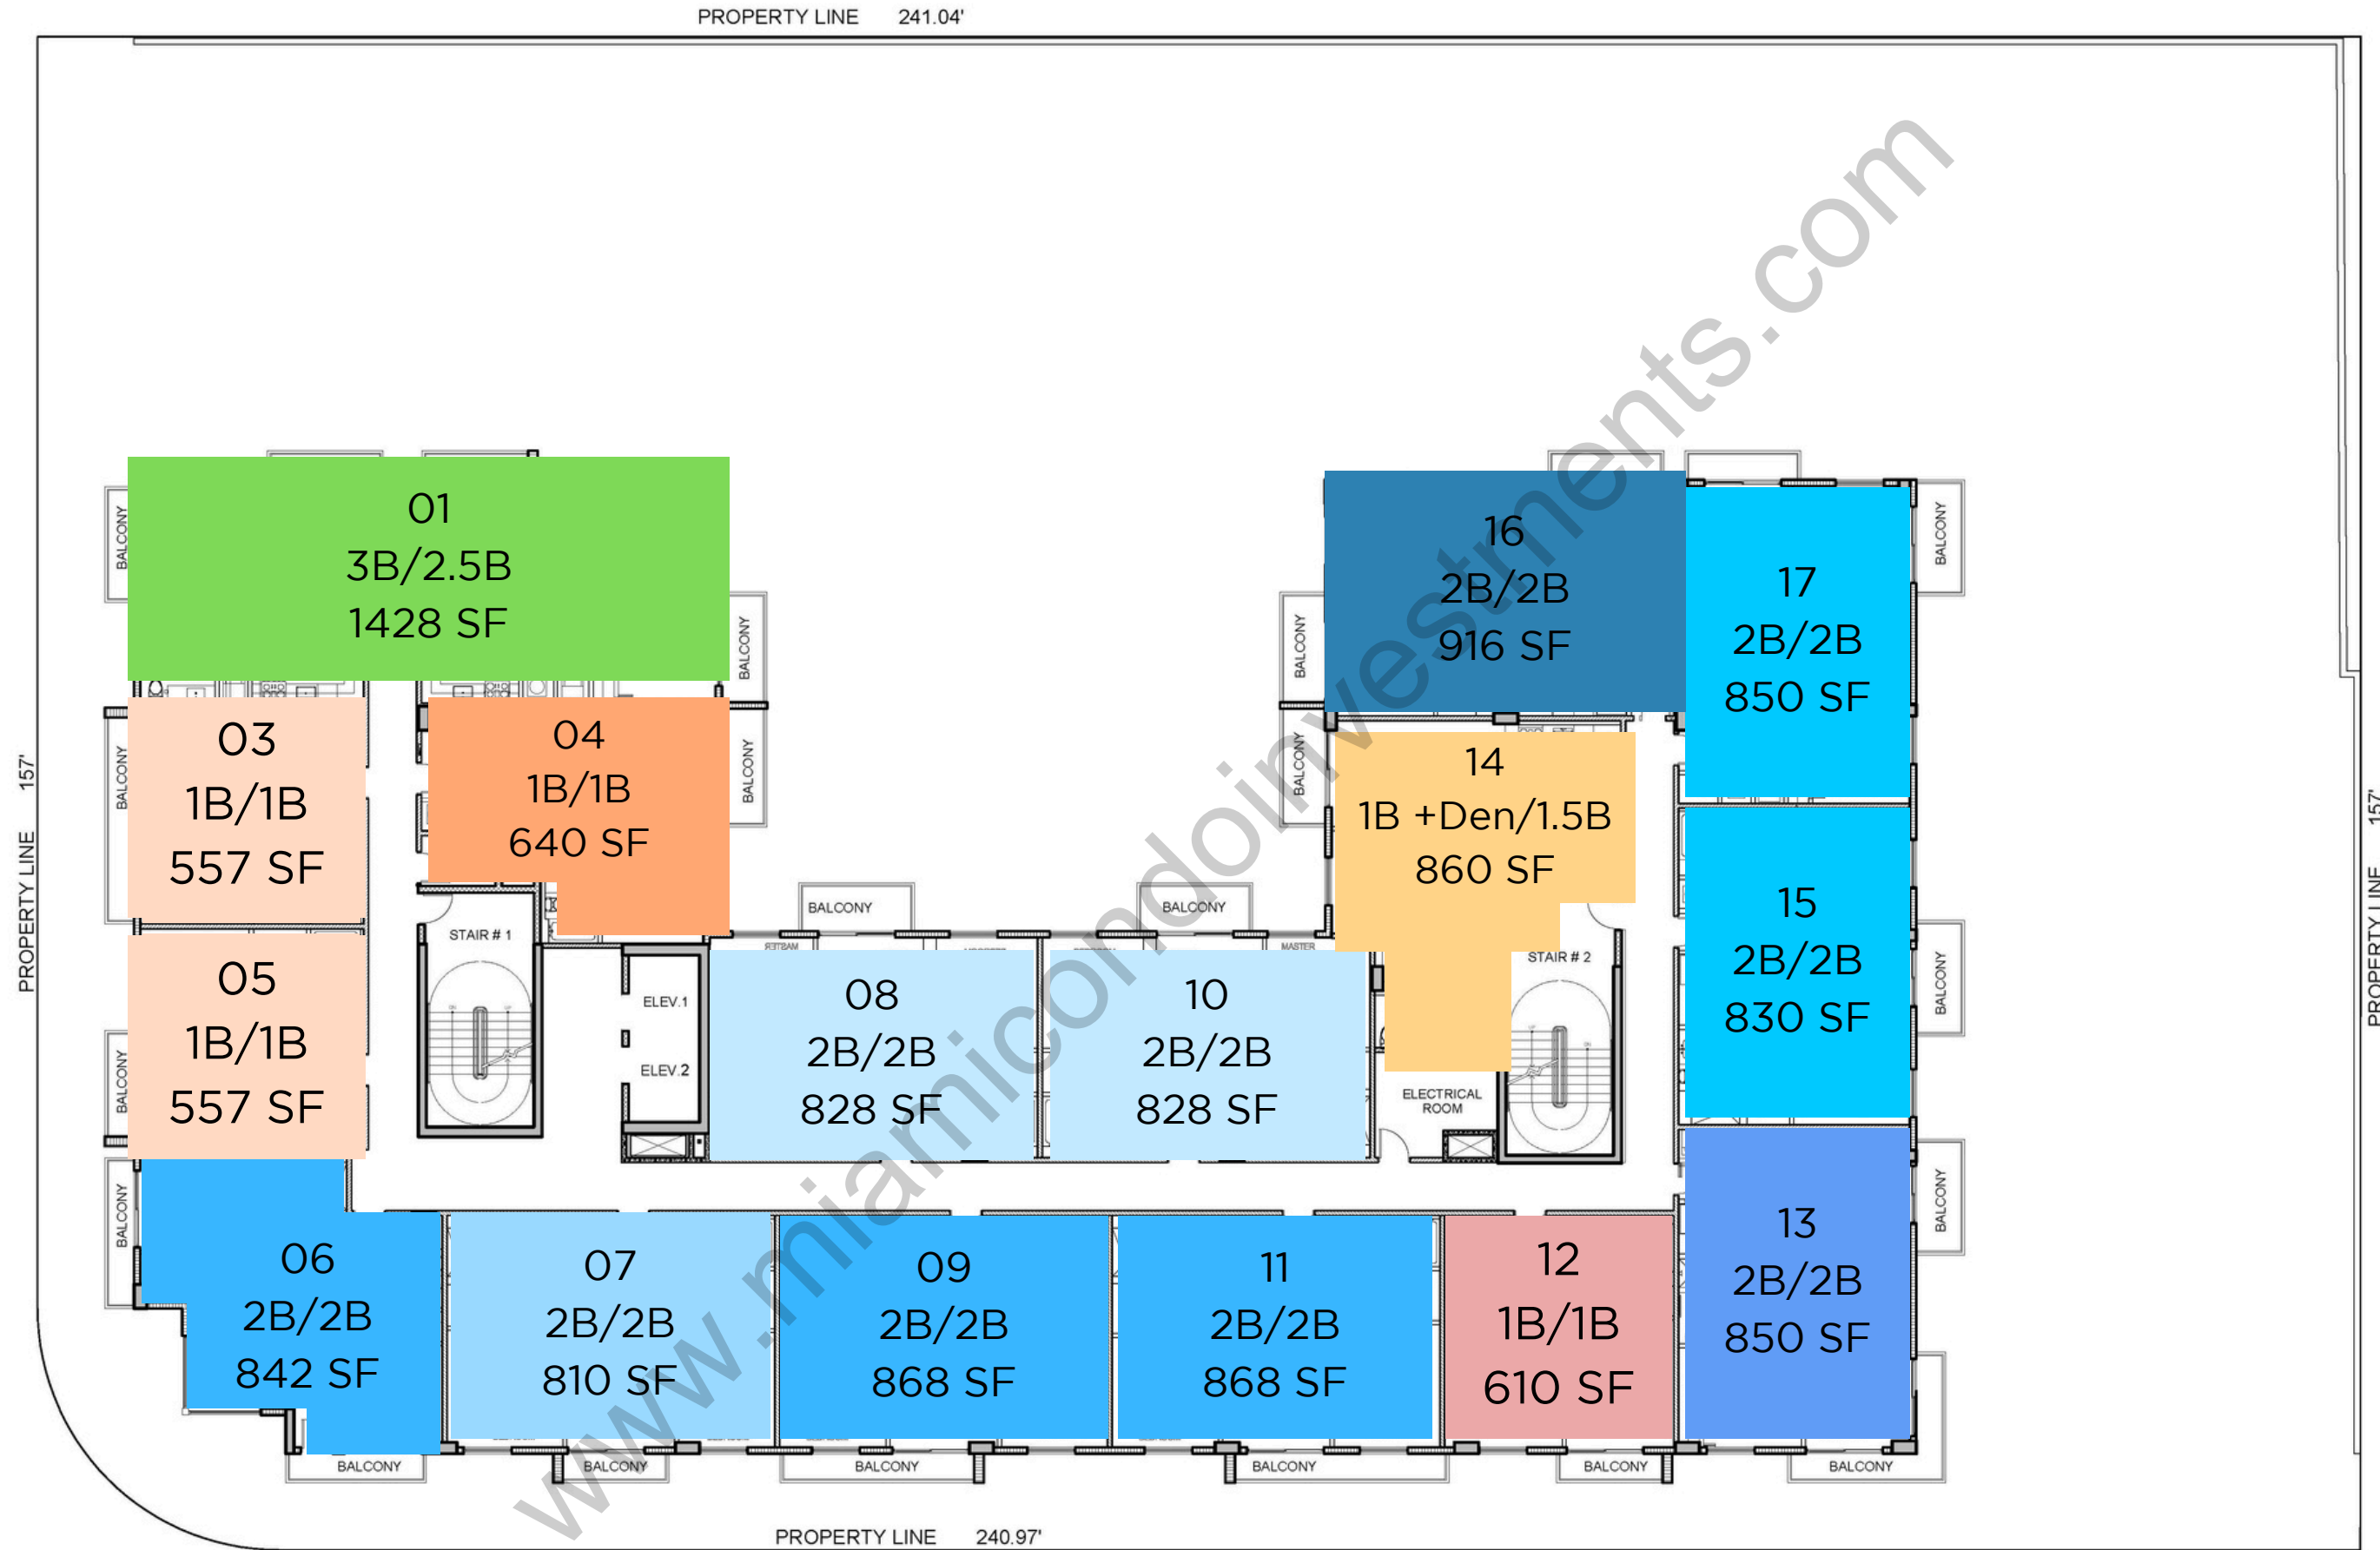 PROPERTY LINE 241.04'
01
3B/2.5B
1428 SF
BALCONY
BALCONY
16
2B/2B
916 SF
BALCONY
17
2B/2B
850 SF
BALCONY
03
1B/1B
557 SF
BALCONY
04
1B/1B
640 SF
BALCONY
14
1B +Den/1.5B
860 SF
BALCONY
PROPERTY LINE 157'
PROPERTY LINE 157'
15
2B/2B
830 SF
BALCONY
STAIR # 1
BALCONY
BALCONY
MASTER
STAIR # 2
05
1B/1B
557 SF
BALCONY
ELEV.1
ELEV.2
08
2B/2B
828 SF
10
2B/2B
828 SF
ELECTRICAL
ROOM
BALCONY
06
2B/2B
842 SF
07
2B/2B
810 SF
09
2B/2B
868 SF
11
2B/2B
868 SF
12
1B/1B
610 SF
13
2B/2B
850 SF
BALCONY
BALCONY
BALCONY
BALCONY
BALCONY
BALCONY
BALCONY
PROPERTY LINE 240.97'
www.miamicondoinvestments.com